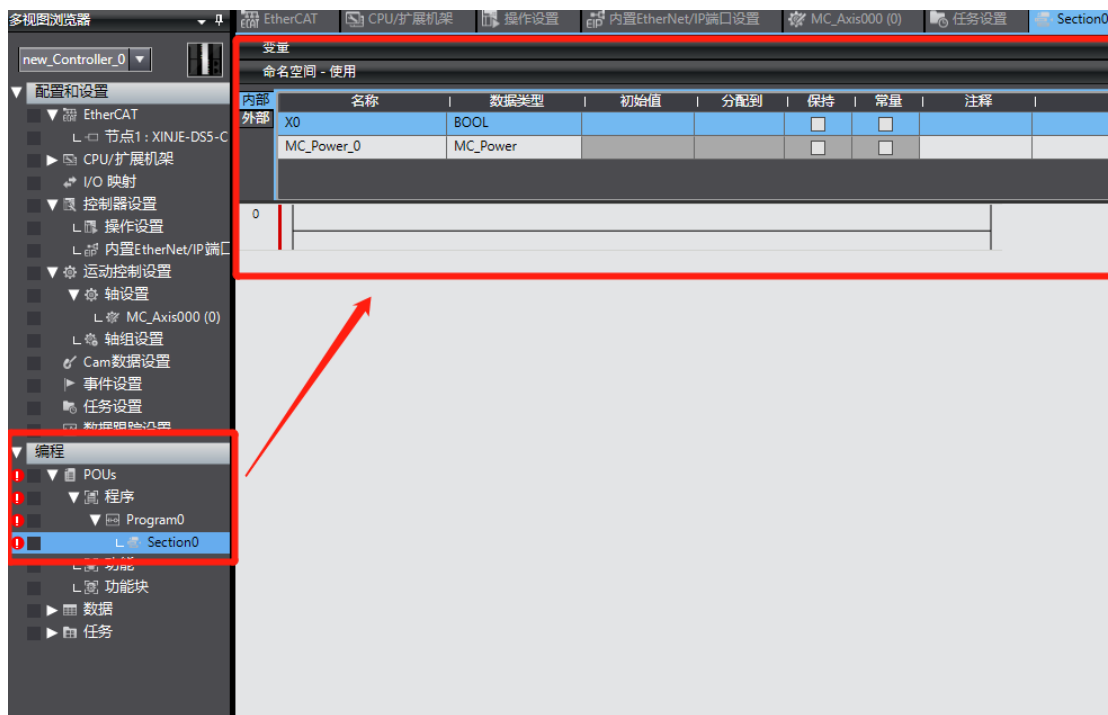 多视图浏览器
EtherCAT CPU/扩展机架 操作设置 内置EtherNet/IP端口设置 MC_Axis000 (0) 任务设置 Section0
new_Controller_0
配置和设置
EtherCAT
节点1 : XINJE-DS5-C
CPU/扩展机架
I/O 映射
控制器设置
操作设置
内置EtherNet/IP端口
运动控制设置
轴设置
MC_Axis000 (0)
轴组设置
Cam数据设置
事件设置
任务设置
数据跟踪设置
编程
POUs
程序
Program0
Section0
功能
功能块
数据
任务
变量
命名空间 - 使用
内部
外部
名称 数据类型 初始值 分配到 保持 常量 注释
X0 BOOL
MC_Power_0 MC_Power
0